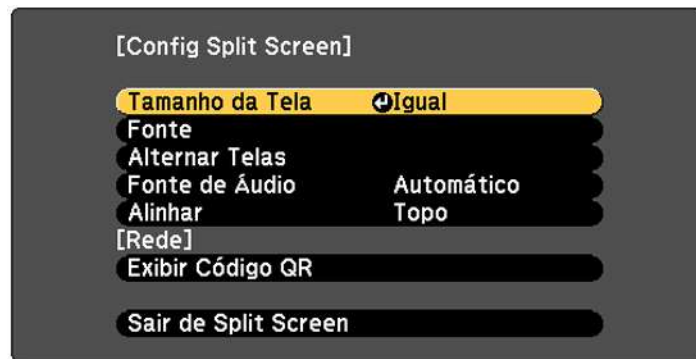 [Config Split Screen]
Tamanho da Tela Igual
Fonte
Alternar Telas
Fonte de Áudio Automático
Alinhar Topo
[Rede]
Exibir Código QR
Sair de Split Screen